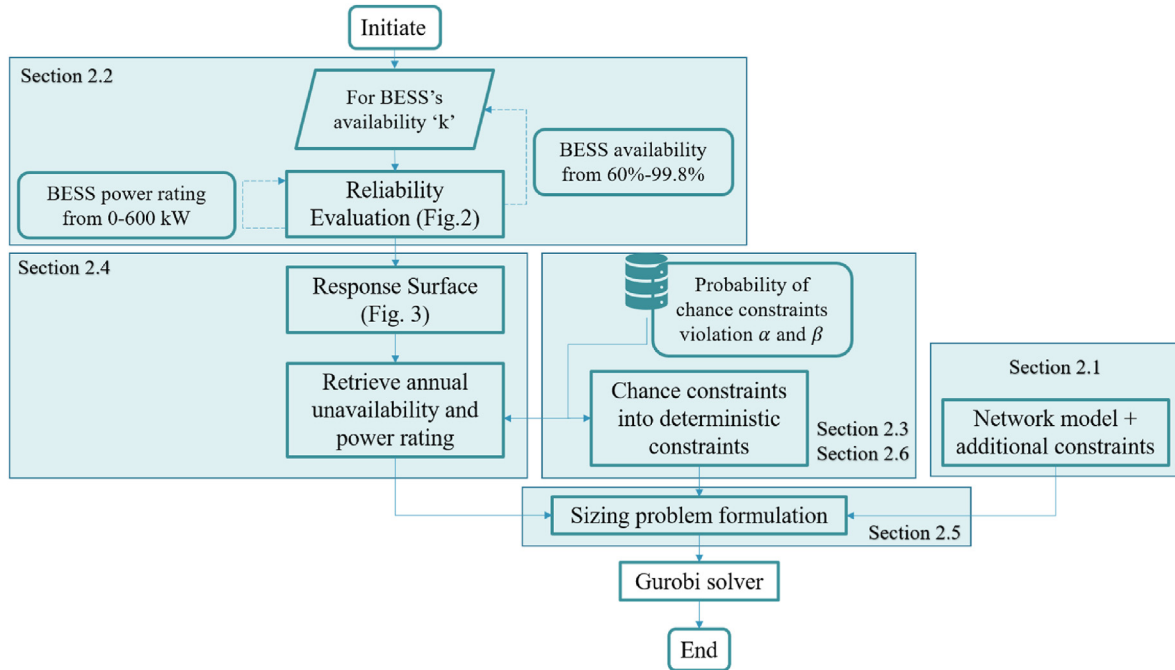 Initiate
Section 2.2
For BESS's
availability 'k'
BESS availability
from 60%-99.8%
BESS power rating
from 0-600 kW
Reliability
Evaluation (Fig.2)
Section 2.4
Response Surface
(Fig. 3)
Probability of
chance constraints
violation α and β
Retrieve annual
unavailability and
power rating
Chance constraints
into deterministic
constraints
Section 2.3
Section 2.6
Section 2.1
Network model +
additional constraints
Sizing problem formulation
Section 2.5
Gurobi solver
End